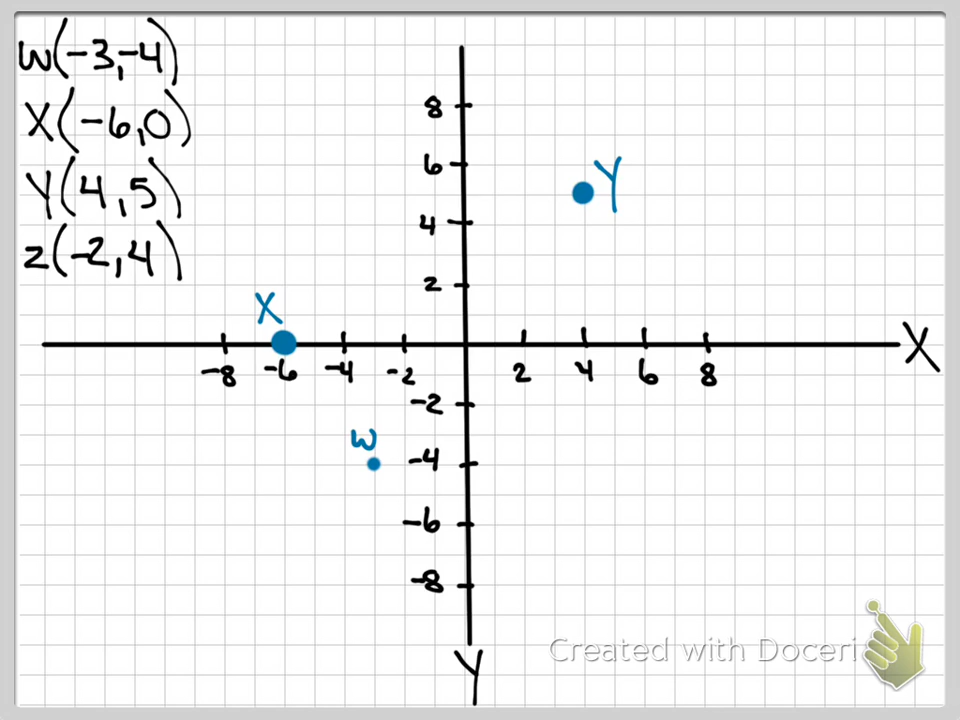 W(-3,-4)
X(-6,0)
Y(4,5)
Z(-2,4)
8
6
Y
4
2
X
X
-8 -6 -4 -2 2 4 6 8
-2
W
-4
-6
-8
Created with Doceri
Y